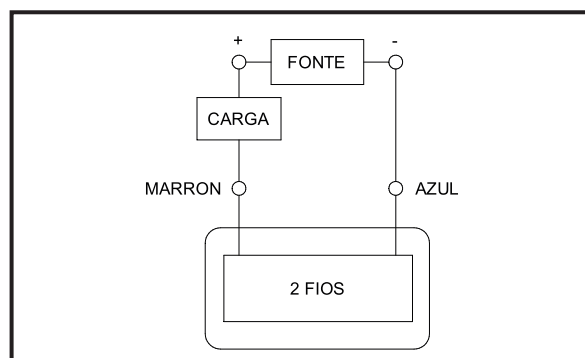 + -
FONTE
CARGA
MARRON AZUL
2 FIOS